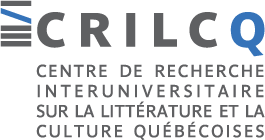 CRILCQ
CENTRE DE RECHERCHE
INTERUNIVERSITAIRE
SUR LA LITTÉRATURE ET LA
CULTURE QUÉBÉCOISES